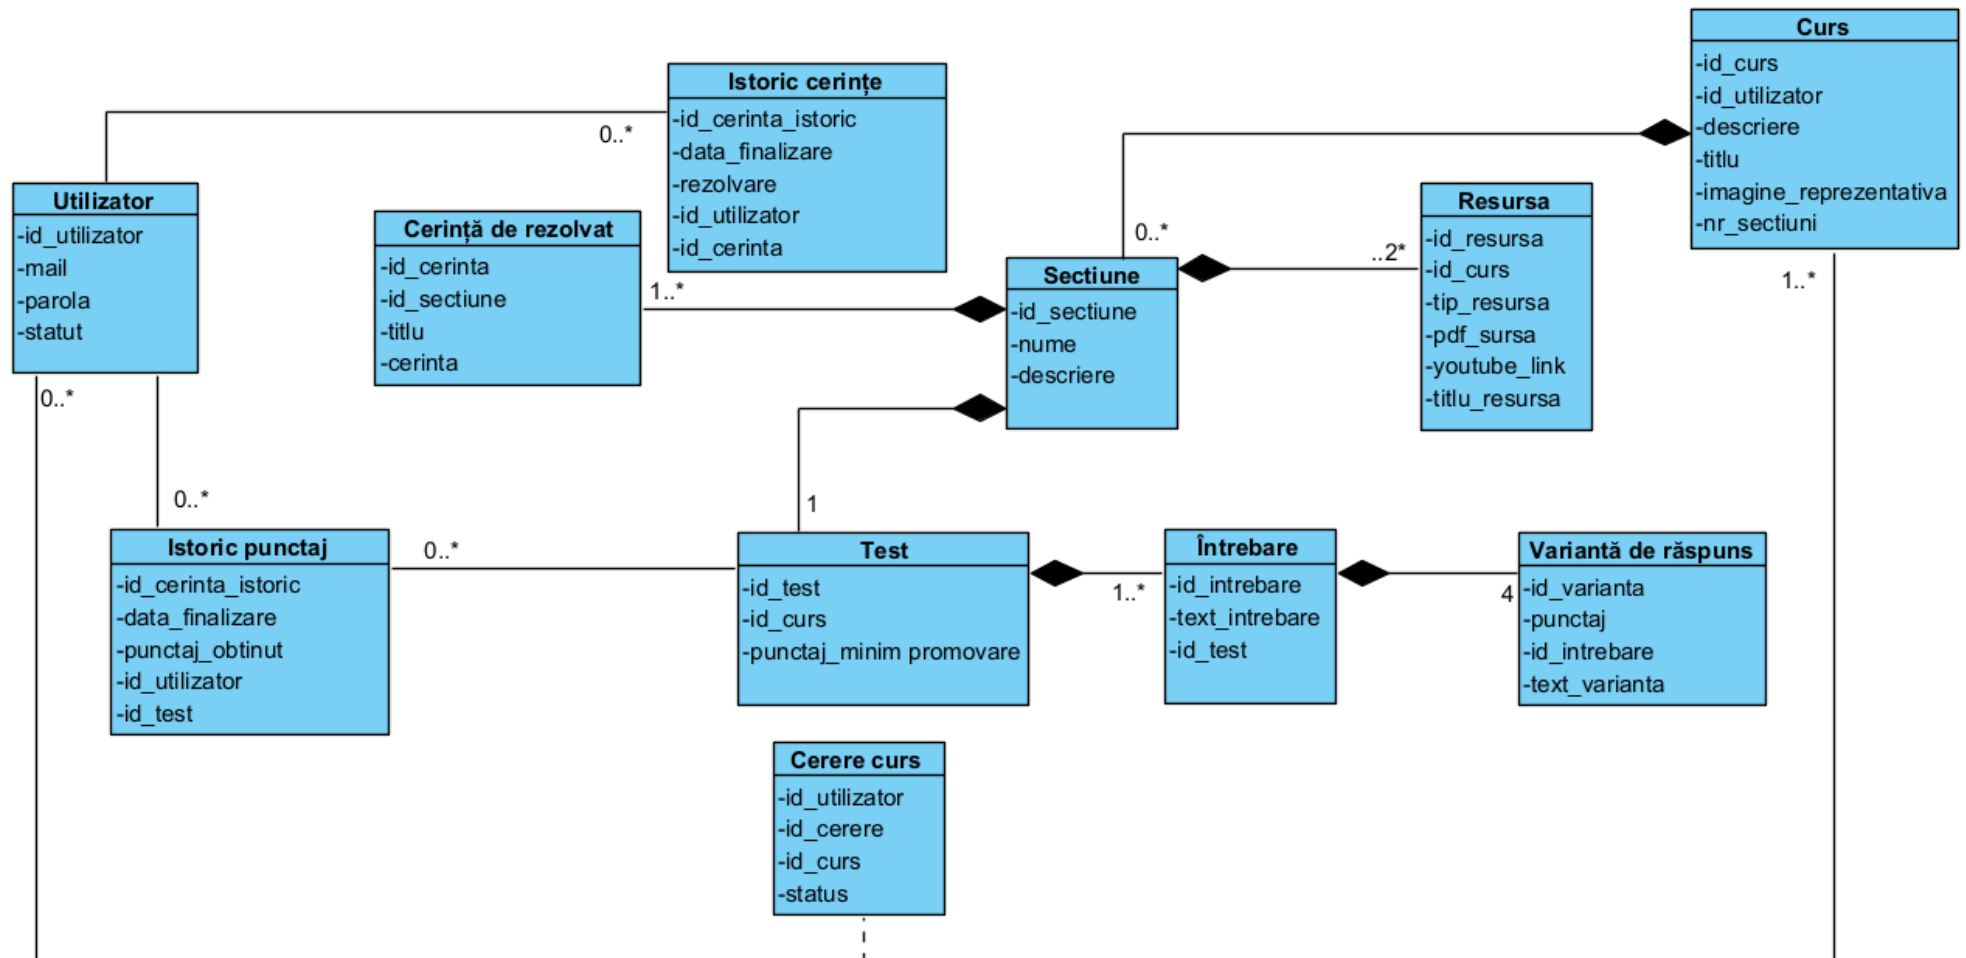 Curs
-id_curs
-id_utilizator
-descriere
-titlu
-imagine_reprezentativa
-nr_sectiuni
1..*
Istoric cerințe
-id_cerinta_istoric
-data_finalizare
-rezolvare
-id_utilizator
-id_cerinta
0..*
Utilizator
-id_utilizator
-mail
-parola
-statut
0..*
0..*
Cerință de rezolvat
-id_cerinta
-id_sectiune
-titlu
-cerinta
1..*
0..*
Sectiune
-id_sectiune
-nume
-descriere
..2*
Resursa
-id_resursa
-id_curs
-tip_resursa
-pdf_sursa
-youtube_link
-titlu_resursa
1
Istoric punctaj
-id_cerinta_istoric
-data_finalizare
-punctaj_obtinut
-id_utilizator
-id_test
0..*
Test
-id_test
-id_curs
-punctaj_minim promovare
1..*
Întrebare
-id_intrebare
-text_intrebare
-id_test
4
Variantă de răspuns
-id_varianta
-punctaj
-id_intrebare
-text_varianta
Cerere curs
-id_utilizator
-id_cerere
-id_curs
-status